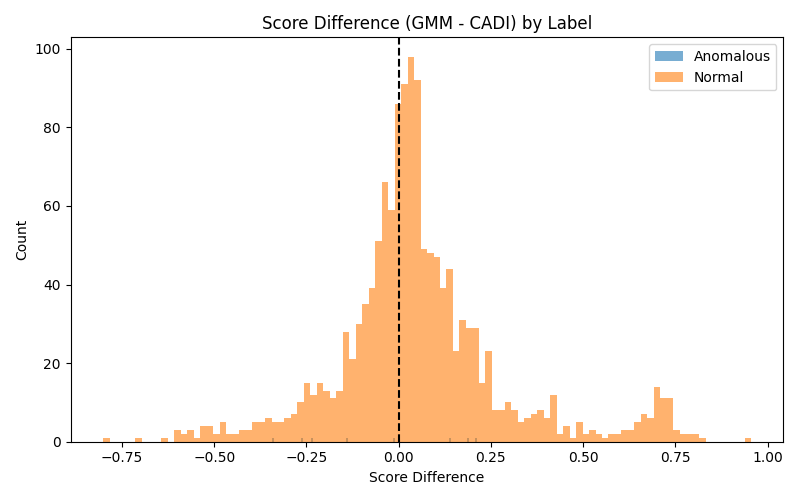 Score Difference (GMM - CADI) by Label
Anomalous
Normal
100
80
60
40
20
0
Count
−0.75
−0.50
−0.25
0.00
0.25
0.50
0.75
1.00
Score Difference